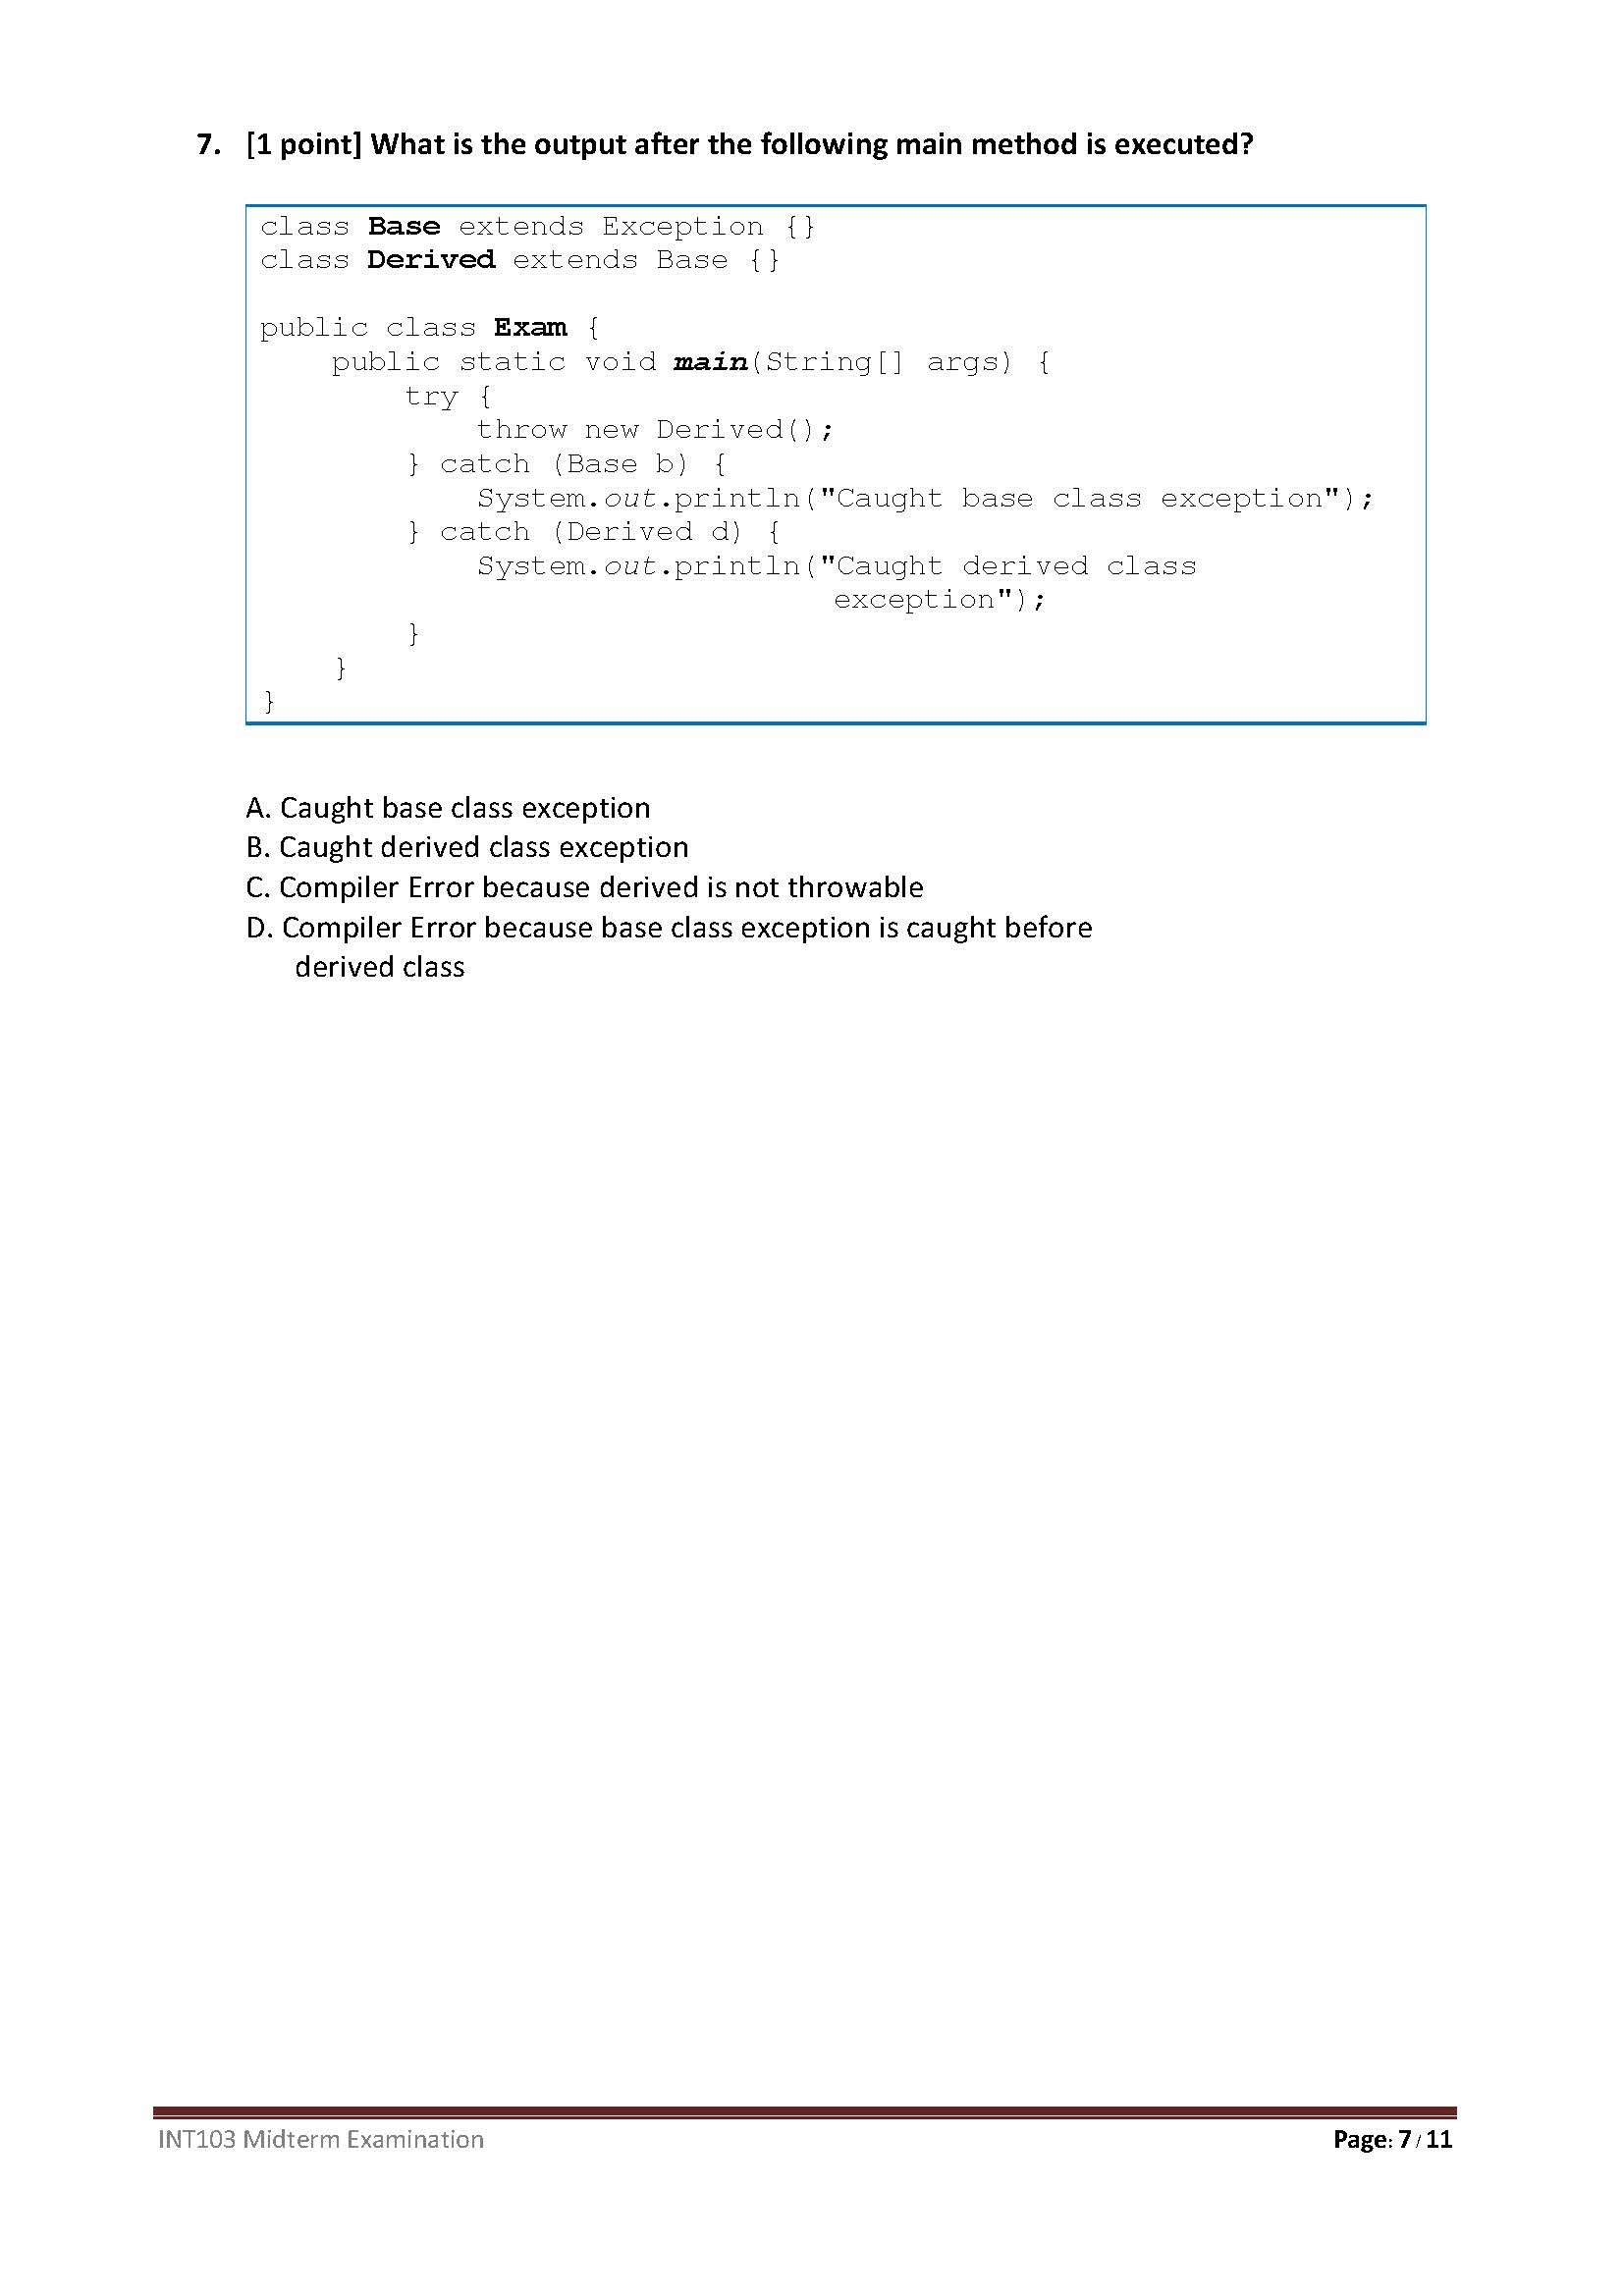 7. [1 point] What is the output after the following main method is executed?
class Base extends Exception {}
class Derived extends Base {}
public class Exam {
    public static void main(String[] args) {
        try {
            throw new Derived();
        } catch (Base b) {
            System.out.println("Caught base class exception");
        } catch (Derived d) {
            System.out.println("Caught derived class
                                exception");
        }
    }
}
A. Caught base class exception
B. Caught derived class exception
C. Compiler Error because derived is not throwable
D. Compiler Error because base class exception is caught before
derived class
INT103 Midterm Examination
Page: 7 / 11